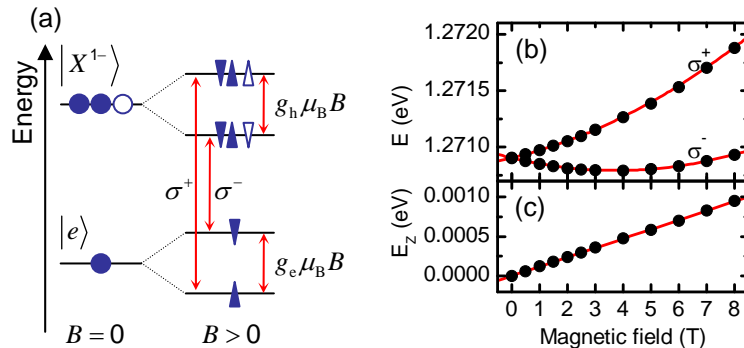 (a)
Energy
|X¹⁻⟩
g_h μ_B B
σ⁺
σ⁻
|e⟩
g_e μ_B B
B = 0
B > 0
(b)
E (eV)
1.2720
1.2715
1.2710
σ⁺
σ⁻
(c)
E_Z (eV)
0.0010
0.0005
0.0000
0 1 2 3 4 5 6 7 8
Magnetic field (T)